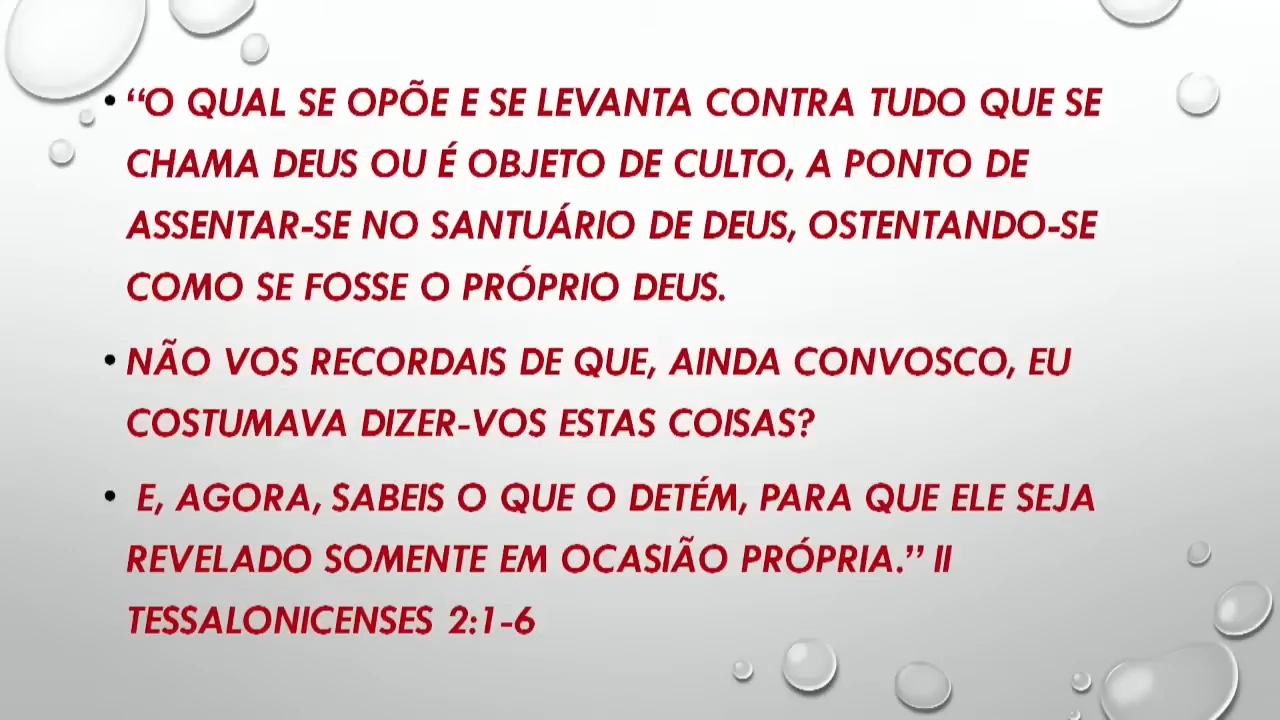 • “O QUAL SE OPÕE E SE LEVANTA CONTRA TUDO QUE SE
CHAMA DEUS OU É OBJETO DE CULTO, A PONTO DE
ASSENTAR-SE NO SANTUÁRIO DE DEUS, OSTENTANDO-SE
COMO SE FOSSE O PRÓPRIO DEUS.
• NÃO VOS RECORDAIS DE QUE, AINDA CONVOSCO, EU
COSTUMAVA DIZER-VOS ESTAS COISAS?
• E, AGORA, SABEIS O QUE O DETÉM, PARA QUE ELE SEJA
REVELADO SOMENTE EM OCASIÃO PRÓPRIA.” II
TESSALONICENSES 2:1-6